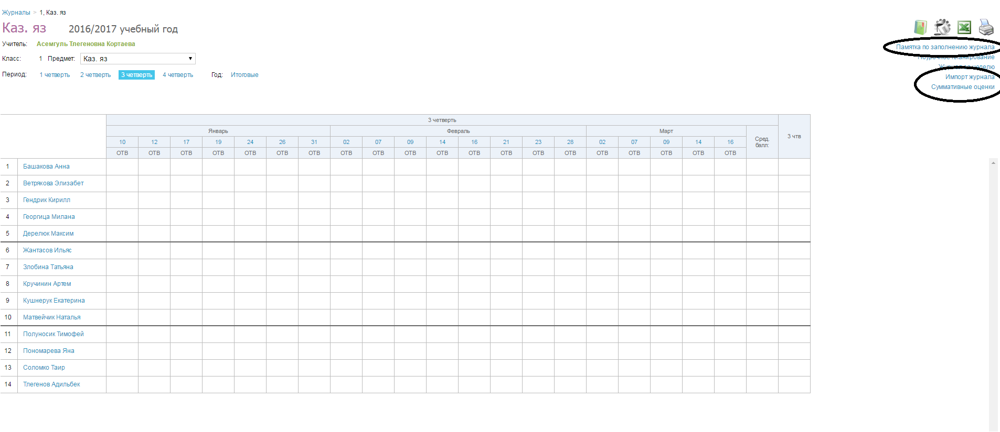 Журналы > 1, Каз. яз
Каз. яз 2016/2017 учебный год
Учитель: Асемгуль Тлегеновна Кортаева
Класс: 1 Предмет: Каз. яз
Период: 1 четверть 2 четверть 3 четверть 4 четверть Год: Итоговые
Памятка по заполнению журнала
Поурочное планирование
Журнал за неделю
Импорт журнала
Суммативные оценки
3 четверть
Январь Февраль Март Сред. балл: 3 чтв
10 12 17 19 24 26 31 02 07 09 14 16 21 23 28 02 07 09 14 16
ОТВ ОТВ ОТВ ОТВ ОТВ ОТВ ОТВ ОТВ ОТВ ОТВ ОТВ ОТВ ОТВ ОТВ ОТВ ОТВ ОТВ ОТВ ОТВ ОТВ
1 Башакова Анна
2 Ветрякова Элизабет
3 Гендрик Кирилл
4 Георгица Милана
5 Дерелюк Максим
6 Жантасов Ильяс
7 Злобина Татьяна
8 Кручинин Артем
9 Кушнерук Екатерина
10 Матвейчик Наталья
11 Полуносик Тимофей
12 Пономарева Яна
13 Соломко Таир
14 Тлегенов Адильбек